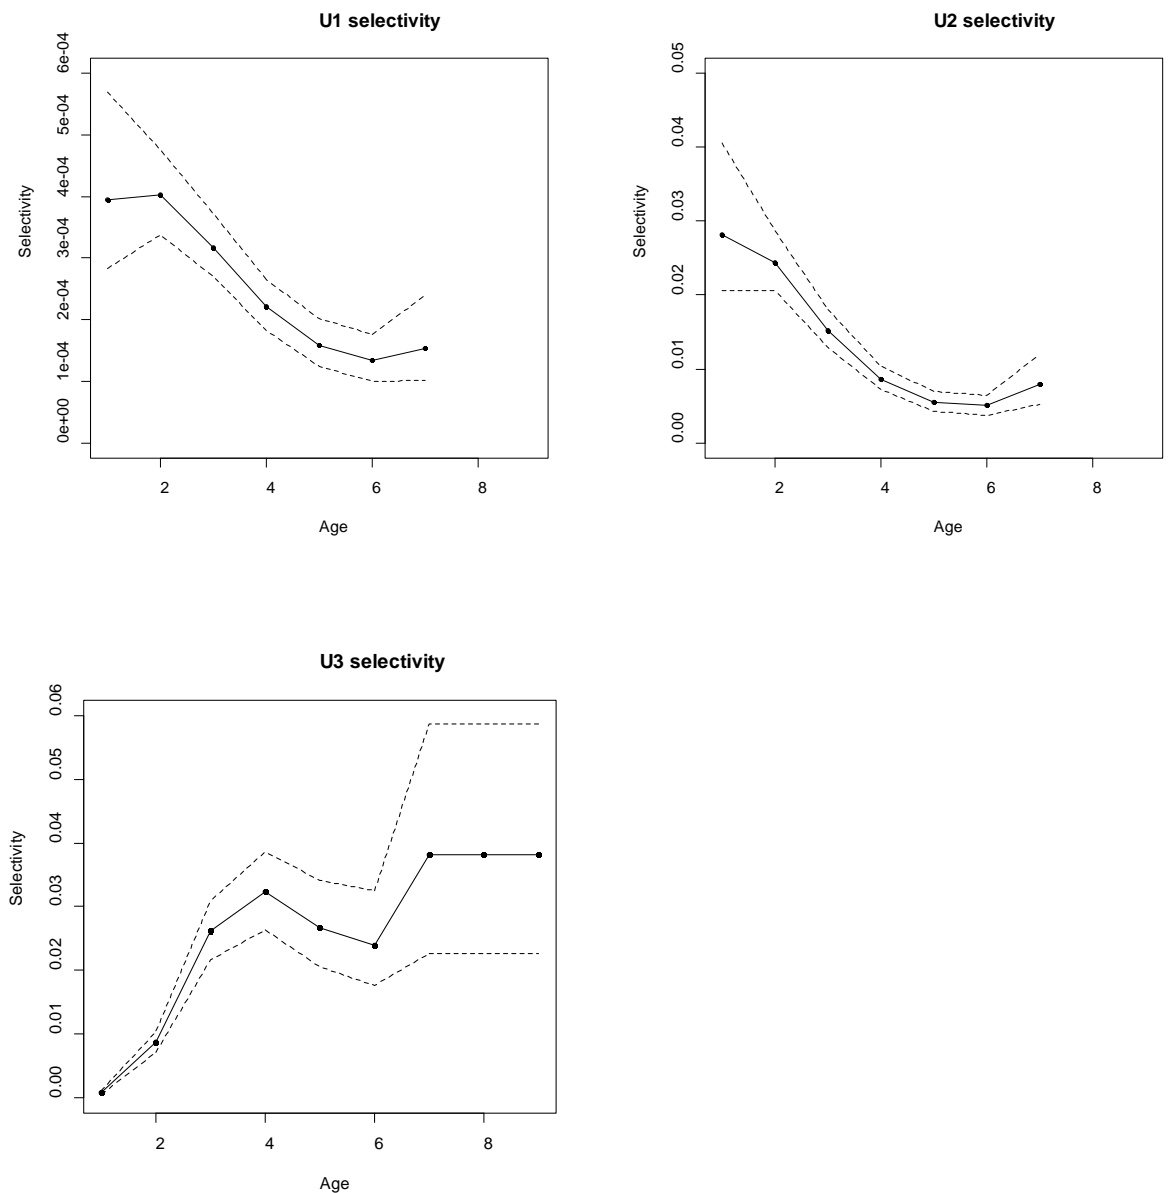 U1 selectivity
Selectivity
6e-04
5e-04
4e-04
3e-04
2e-04
1e-04
0e+00
2 4 6 8
Age
U2 selectivity
Selectivity
0.05
0.04
0.03
0.02
0.01
0.00
2 4 6 8
Age
U3 selectivity
Selectivity
0.06
0.05
0.04
0.03
0.02
0.01
0.00
2 4 6 8
Age